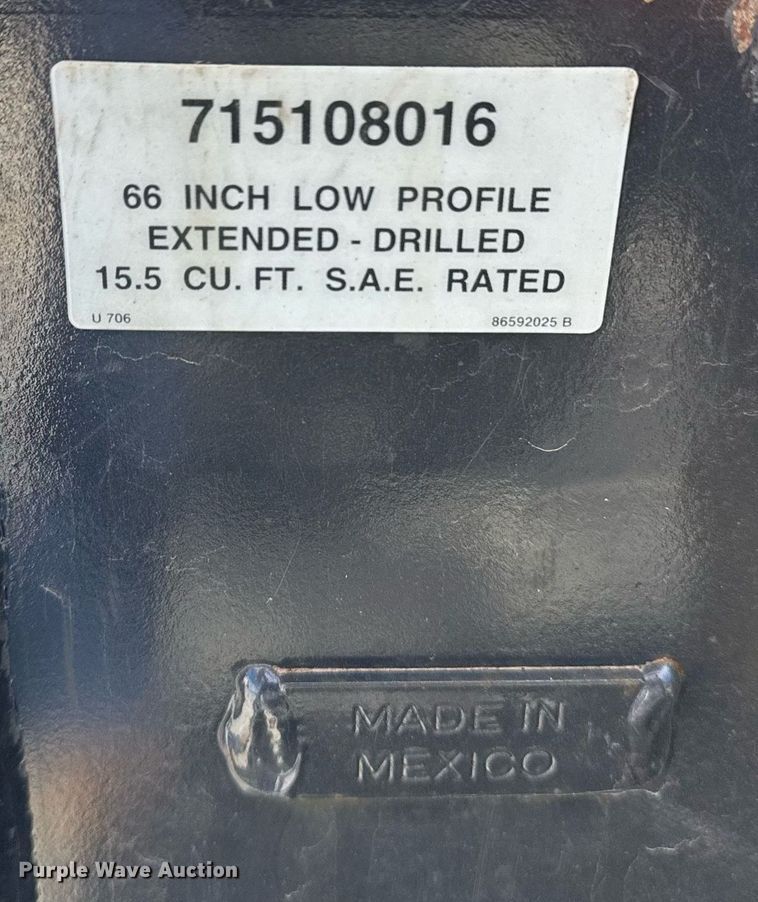 715108016
66 INCH LOW PROFILE
EXTENDED - DRILLED
15.5 CU. FT. S.A.E. RATED
U 706 86592025 B
MADE IN
MEXICO
Purple Wave Auction